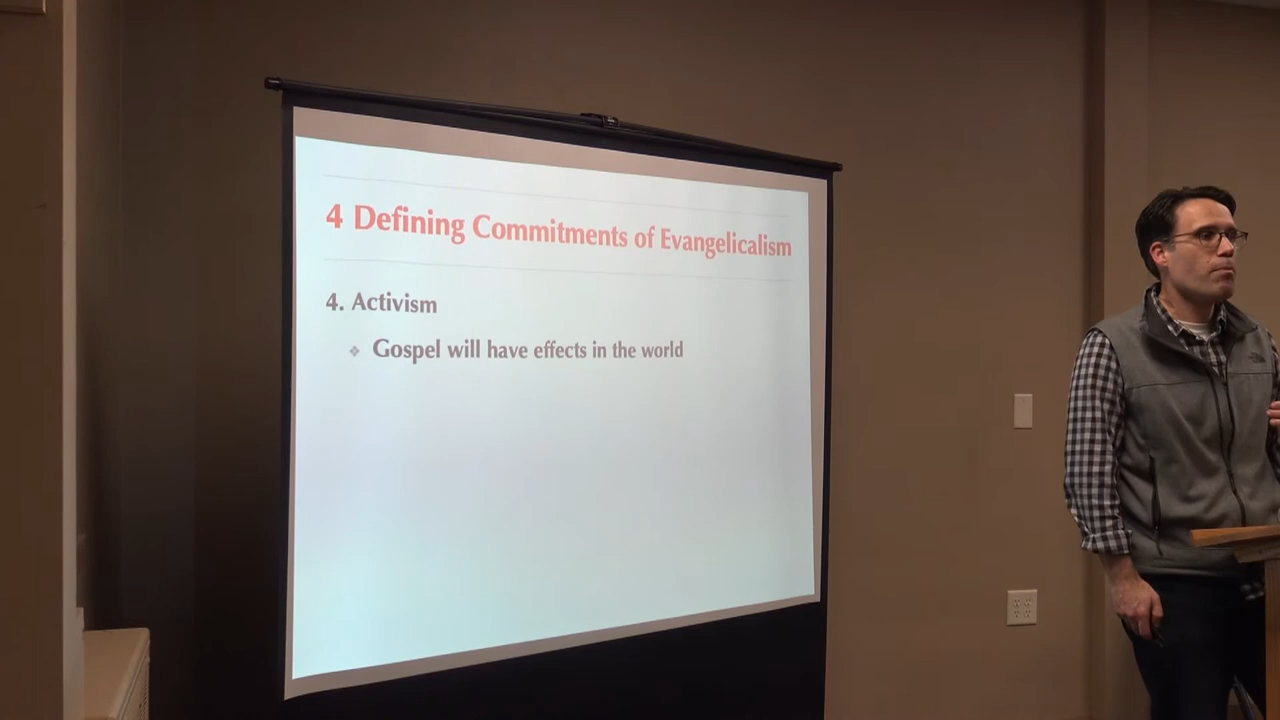 4 Defining Commitments of Evangelicalism
4. Activism
Gospel will have effects in the world